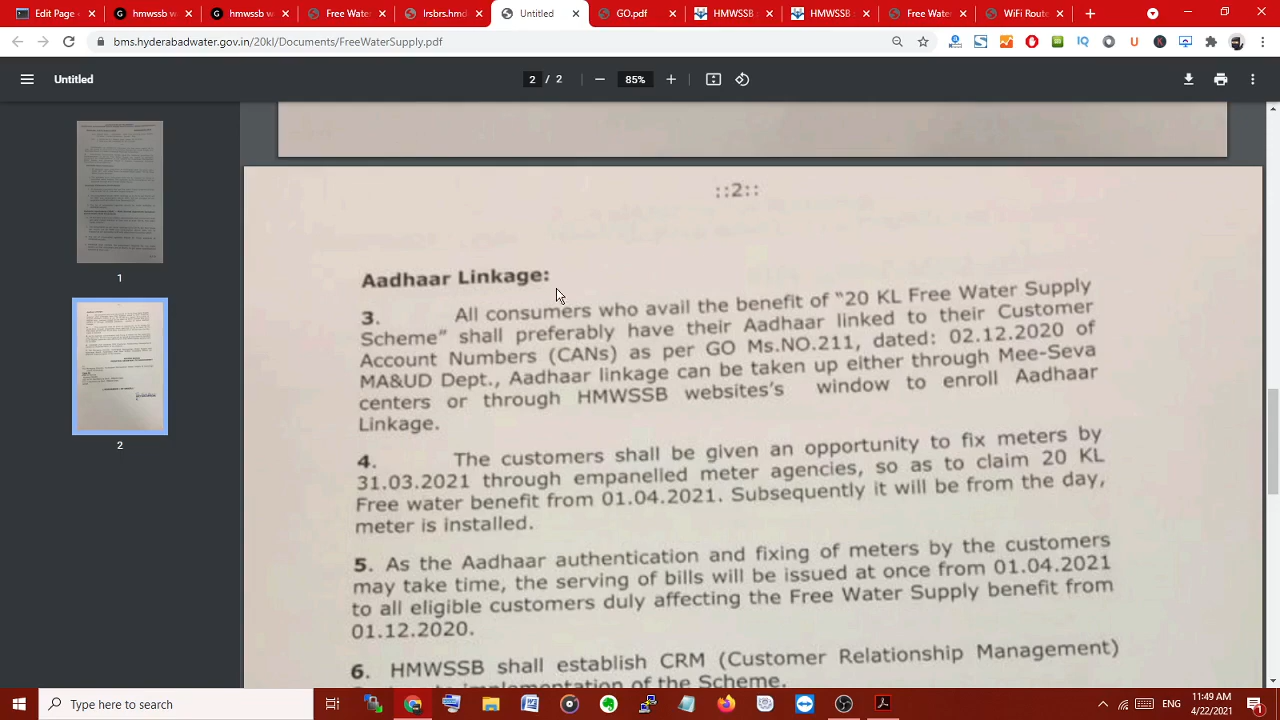 Edit Page
hmwssb w
hmwssb w
Free Wate
lrsbrs.hmd
Untitled
GO.pdf
HMWSSB
HMWSSB
Free Water
WiFi Route
bms.hyderabadwater.gov.in/20kl/Documents/FreeWaterSupply.pdf
Untitled
2 / 2
85%
1
2
::2::
Aadhaar Linkage:
3. All consumers who avail the benefit of "20 KL Free Water Supply
Scheme" shall preferably have their Aadhaar linked to their Customer
Account Numbers (CANs) as per GO Ms.NO.211, dated: 02.12.2020 of
MA&UD Dept., Aadhaar linkage can be taken up either through Mee-Seva
centers or through HMWSSB websites's window to enroll Aadhaar
Linkage.
4. The customers shall be given an opportunity to fix meters by
31.03.2021 through empanelled meter agencies, so as to claim 20 KL
Free water benefit from 01.04.2021. Subsequently it will be from the day,
meter is installed.
5. As the Aadhaar authentication and fixing of meters by the customers
may take time, the serving of bills will be issued at once from 01.04.2021
to all eligible customers duly affecting the Free Water Supply benefit from
01.12.2020.
6. HMWSSB shall establish CRM (Customer Relationship Management)
implementation of the Scheme.
Type here to search
ENG
11:49 AM
4/22/2021